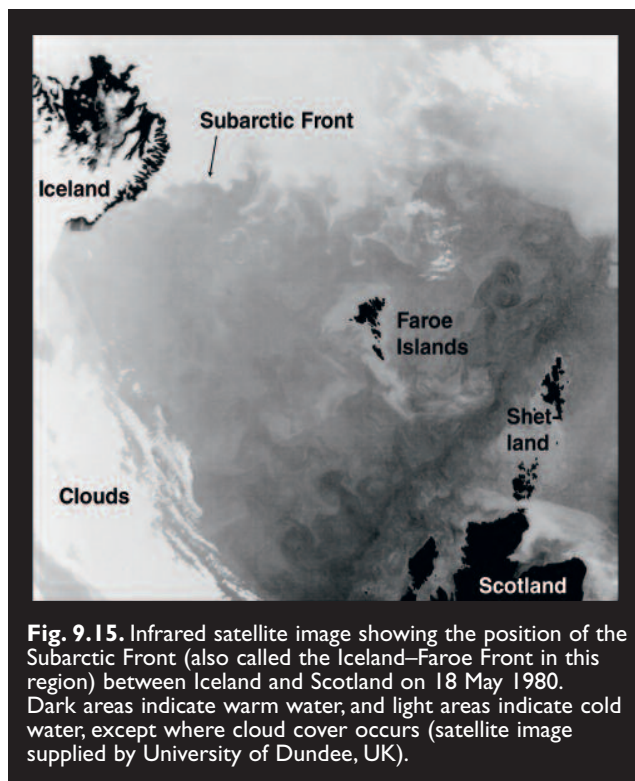 Subarctic Front
Iceland
Faroe
Islands
Shet-
land
Clouds
Scotland
Fig. 9.15. Infrared satellite image showing the position of the
Subarctic Front (also called the Iceland–Faroe Front in this
region) between Iceland and Scotland on 18 May 1980.
Dark areas indicate warm water, and light areas indicate cold
water, except where cloud cover occurs (satellite image
supplied by University of Dundee, UK).